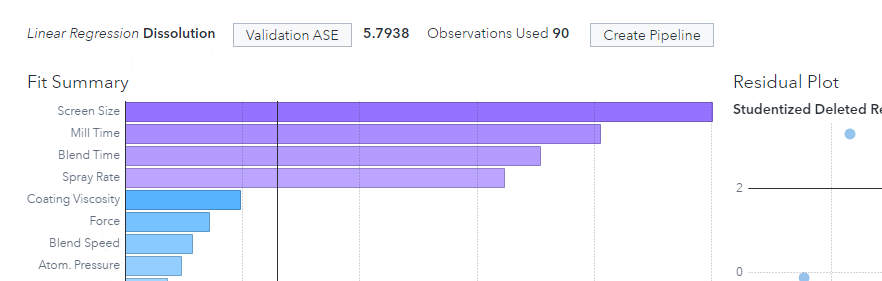 Linear Regression Dissolution Validation ASE 5.7938 Observations Used 90 Create Pipeline
Fit Summary
Screen Size
Mill Time
Blend Time
Spray Rate
Coating Viscosity
Force
Blend Speed
Atom. Pressure
Residual Plot
Studentized Deleted
2
0